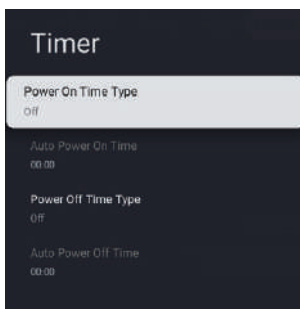 Timer
Power On Time Type
Off
Auto Power On Time
00:00
Power Off Time Type
Off
Auto Power Off Time
00:00